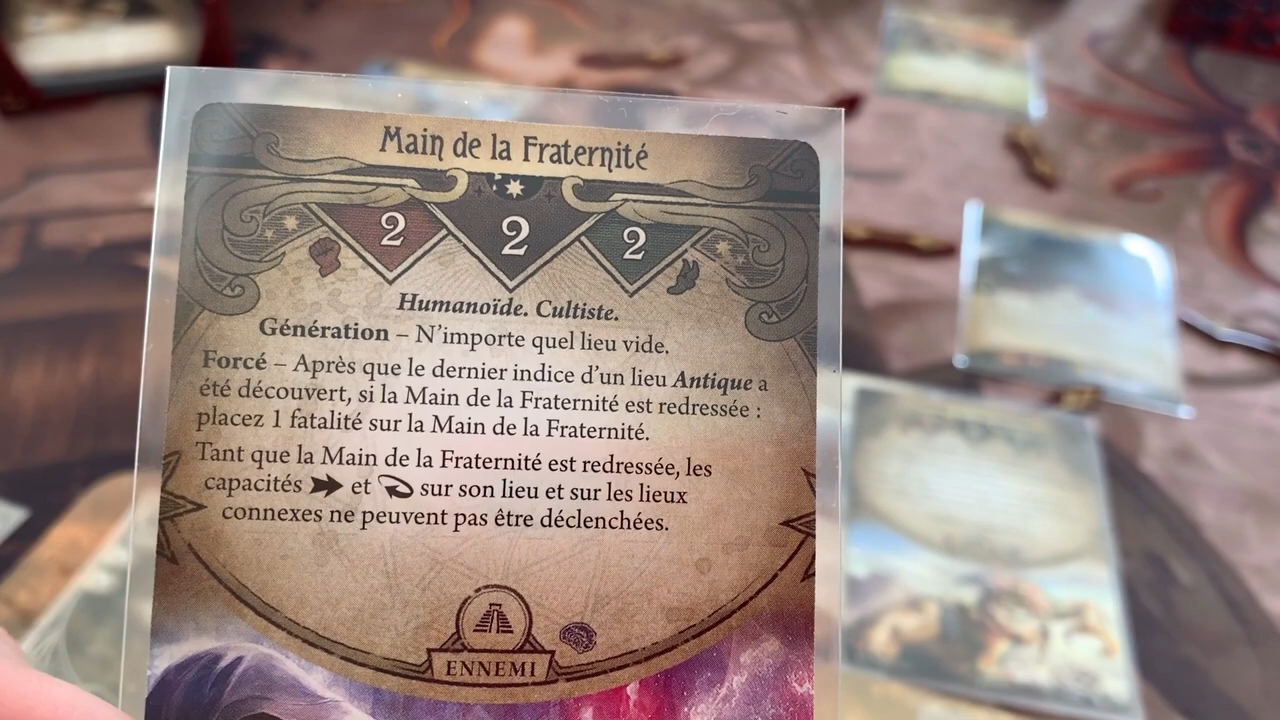 Main de la Fraternité
2 2 2
Humanoïde. Cultiste.
Génération – N'importe quel lieu vide.
Forcé – Après que le dernier indice d'un lieu Antique a
été découvert, si la Main de la Fraternité est redressée :
placez 1 fatalité sur la Main de la Fraternité.
Tant que la Main de la Fraternité est redressée, les
capacités et sur son lieu et sur les lieux
connexes ne peuvent pas être déclenchées.
ENNEMI